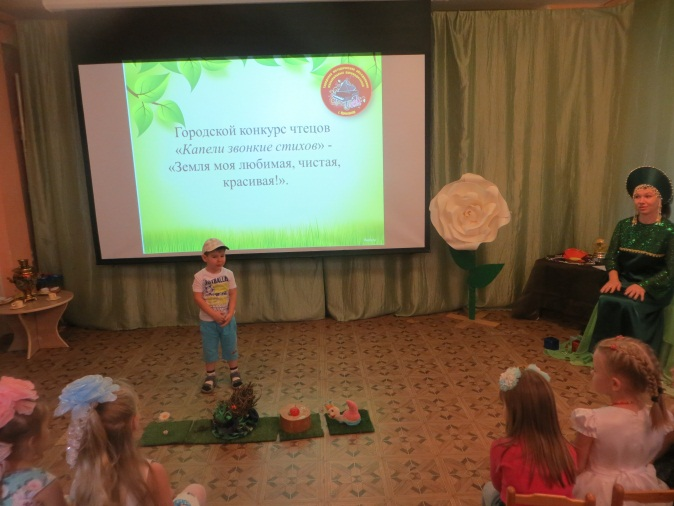 Городской конкурс чтецов
«Капели звонкие стихов» -
«Земля моя любимая, чистая,
красивая!».